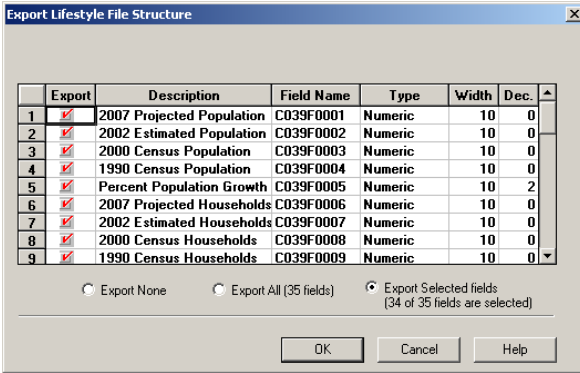 Export Lifestyle File Structure
Export Description Field Name Type Width Dec.
1 2007 Projected Population C039F0001 Numeric 10 0
2 2002 Estimated Population C039F0002 Numeric 10 0
3 2000 Census Population C039F0003 Numeric 10 0
4 1990 Census Population C039F0004 Numeric 10 0
5 Percent Population Growth C039F0005 Numeric 10 2
6 2007 Projected Households C039F0006 Numeric 10 0
7 2002 Estimated Households C039F0007 Numeric 10 0
8 2000 Census Households C039F0008 Numeric 10 0
9 1990 Census Households C039F0009 Numeric 10 0
Export None Export All (35 fields) Export Selected fields
(34 of 35 fields are selected)
OK Cancel Help